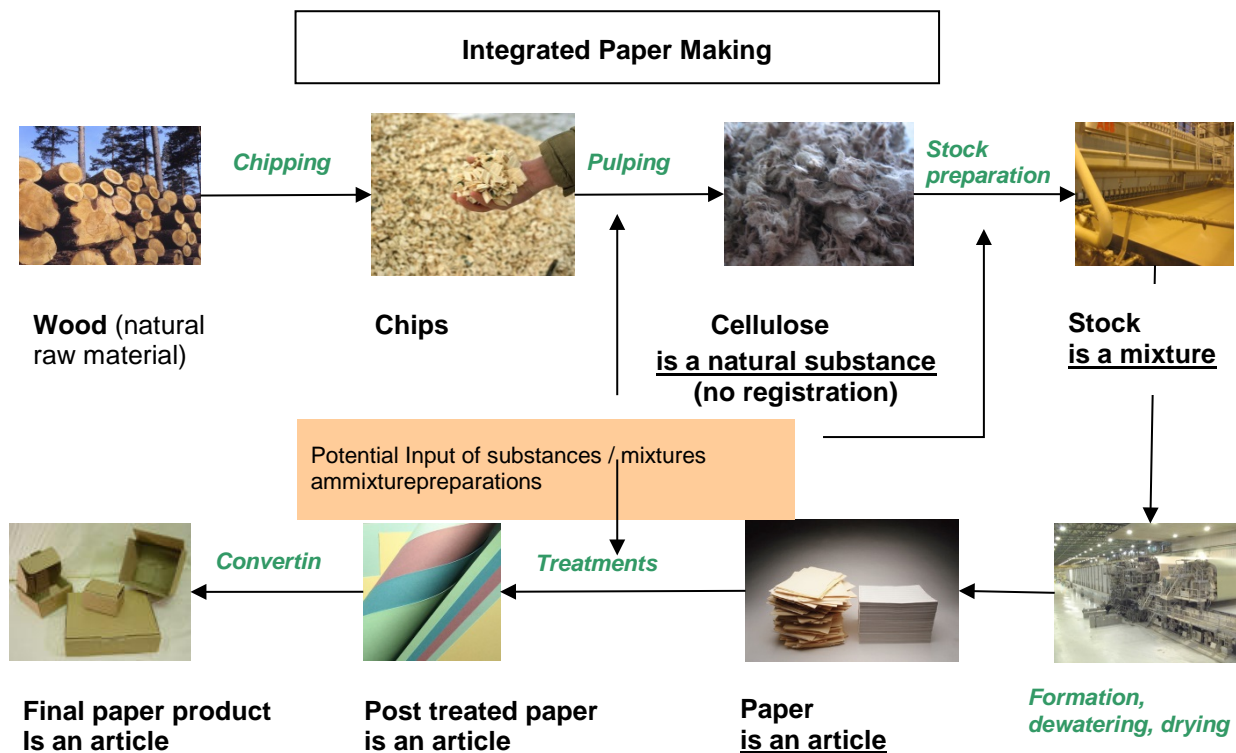 Integrated Paper Making
Chipping
Pulping
Stock
preparation
Wood (natural
raw material)
Chips
Cellulose
is a natural substance
(no registration)
Stock
is a mixture
Potential Input of substances / mixtures
ammixturepreparations
Convertin
Treatments
Final paper product
Is an article
Post treated paper
is an article
Paper
is an article
Formation,
dewatering, drying